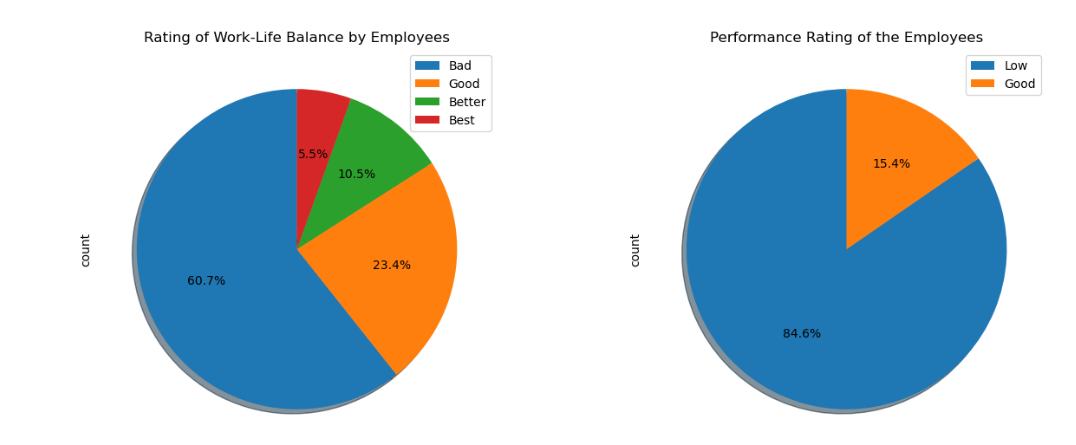 Rating of Work-Life Balance by Employees
Bad
Good
Better
Best
5.5%
10.5%
23.4%
60.7%
count
Performance Rating of the Employees
Low
Good
15.4%
84.6%
count